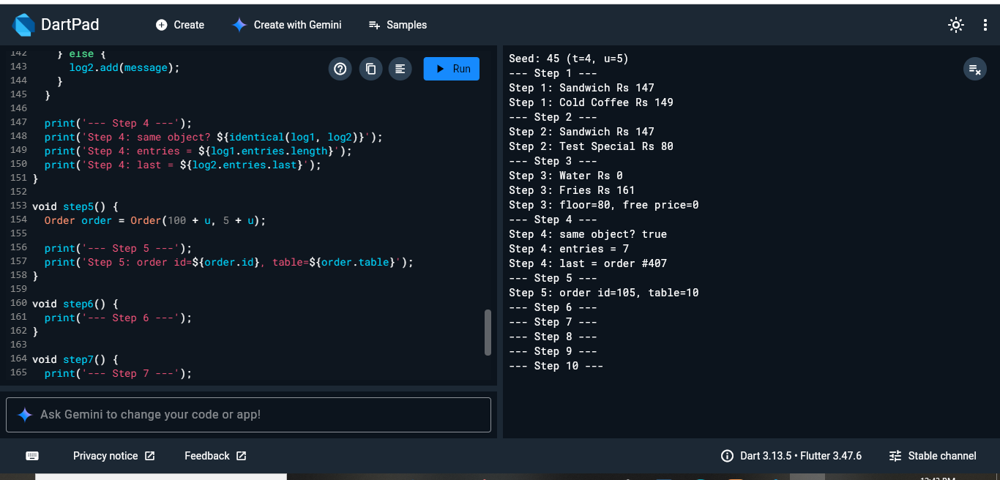 DartPad
Create
Create with Gemini
Samples
142 } else {
143 log2.add(message);
144 }
145 }
146
147 print('--- Step 4 ---');
148 print('Step 4: same object? ${identical(log1, log2)}');
149 print('Step 4: entries = ${log1.entries.length}');
150 print('Step 4: last = ${log2.entries.last}');
151 }
152
153 void step5() {
154 Order order = Order(100 + u, 5 + u);
155
156 print('--- Step 5 ---');
157 print('Step 5: order id=${order.id}, table=${order.table}');
158 }
159
160 void step6() {
161 print('--- Step 6 ---');
162 }
163
164 void step7() {
165 print('--- Step 7 ---');
Run
Ask Gemini to change your code or app!
Seed: 45 (t=4, u=5)
--- Step 1 ---
Step 1: Sandwich Rs 147
Step 1: Cold Coffee Rs 149
--- Step 2 ---
Step 2: Sandwich Rs 147
Step 2: Test Special Rs 80
--- Step 3 ---
Step 3: Water Rs 0
Step 3: Fries Rs 161
Step 3: floor=80, free price=0
--- Step 4 ---
Step 4: same object? true
Step 4: entries = 7
Step 4: last = order #407
--- Step 5 ---
Step 5: order id=105, table=10
--- Step 6 ---
--- Step 7 ---
--- Step 8 ---
--- Step 9 ---
--- Step 10 ---
Privacy notice
Feedback
Dart 3.13.5 • Flutter 3.47.6
Stable channel